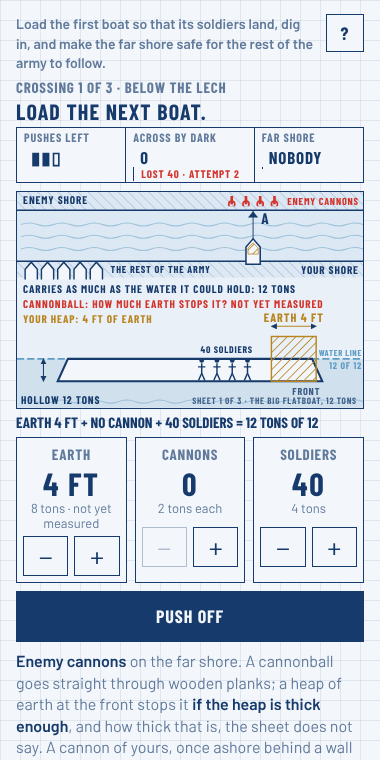 Load the first boat so that its soldiers land, dig
in, and make the far shore safe for the rest of the
army to follow.
?
CROSSING 1 OF 3 · BELOW THE LECH
LOAD THE NEXT BOAT.
PUSHES LEFT
ACROSS BY DARK
0
LOST 40 · ATTEMPT 2
FAR SHORE
NOBODY
ENEMY SHORE
ENEMY CANNONS
A
THE REST OF THE ARMY
YOUR SHORE
CARRIES AS MUCH AS THE WATER IT COULD HOLD: 12 TONS
CANNONBALL: HOW MUCH EARTH STOPS IT? NOT YET MEASURED
YOUR HEAP: 4 FT OF EARTH
EARTH 4 FT
40 SOLDIERS
WATER LINE
12 OF 12
FRONT
HOLLOW 12 TONS
SHEET 1 OF 3 · THE BIG FLATBOAT, 12 TONS
EARTH 4 FT + NO CANNON + 40 SOLDIERS = 12 TONS OF 12
EARTH
4 FT
8 tons · not yet
measured
− +
CANNONS
0
2 tons each
− +
SOLDIERS
40
4 tons
− +
PUSH OFF
Enemy cannons on the far shore. A cannonball
goes straight through wooden planks; a heap of
earth at the front stops it if the heap is thick
enough, and how thick that is, the sheet does not
say. A cannon of yours, once ashore behind a wall